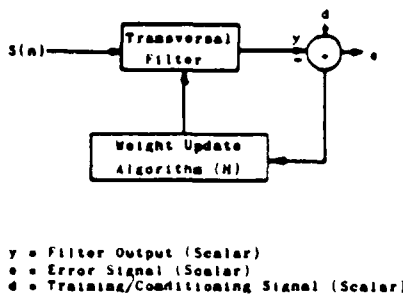 d
S(n)
Transversal
Filter
y
-
e
Weight Update
Algorithm (M)
y = Filter Output (Scalar)
e = Error Signal (Scalar)
d = Training/Conditioning Signal (Scalar)